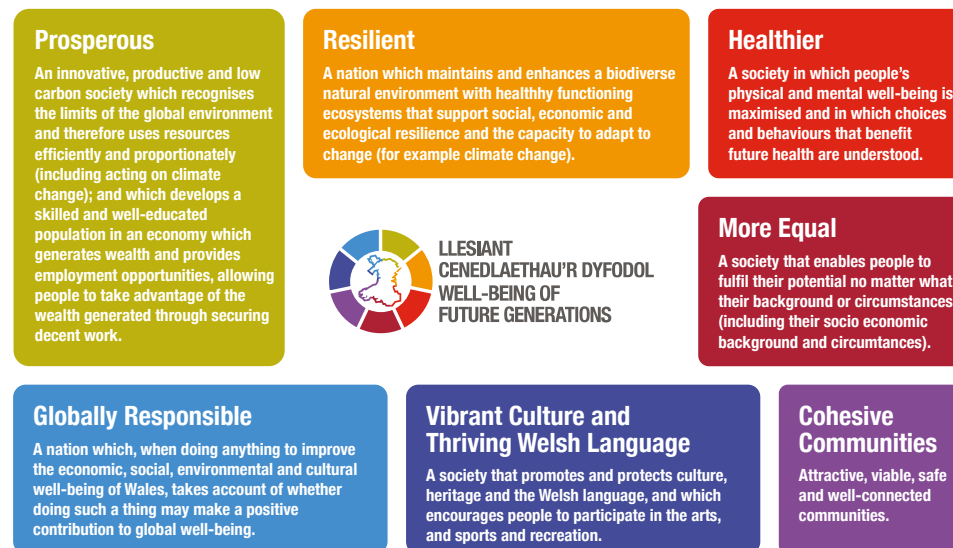 Prosperous
An innovative, productive and low
carbon society which recognises
the limits of the global environment
and therefore uses resources
efficiently and proportionately
(including acting on climate
change); and which develops a
skilled and well-educated
population in an economy which
generates wealth and provides
employment opportunities, allowing
people to take advantage of the
wealth generated through securing
decent work.
Resilient
A nation which maintains and enhances a biodiverse
natural environment with healthhy functioning
ecosystems that support social, economic and
ecological resilience and the capacity to adapt to
change (for example climate change).
Healthier
A society in which people's
physical and mental well-being is
maximised and in which choices
and behaviours that benefit
future health are understood.
LLESIANT
CENEDLAETHAU'R DYFODOL
WELL-BEING OF
FUTURE GENERATIONS
More Equal
A society that enables people to
fulfil their potential no matter what
their background or circumstances
(including their socio economic
background and circumtances).
Globally Responsible
A nation which, when doing anything to improve
the economic, social, environmental and cultural
well-being of Wales, takes account of whether
doing such a thing may make a positive
contribution to global well-being.
Vibrant Culture and
Thriving Welsh Language
A society that promotes and protects culture,
heritage and the Welsh language, and which
encourages people to participate in the arts,
and sports and recreation.
Cohesive
Communities
Attractive, viable, safe
and well-connected
communities.